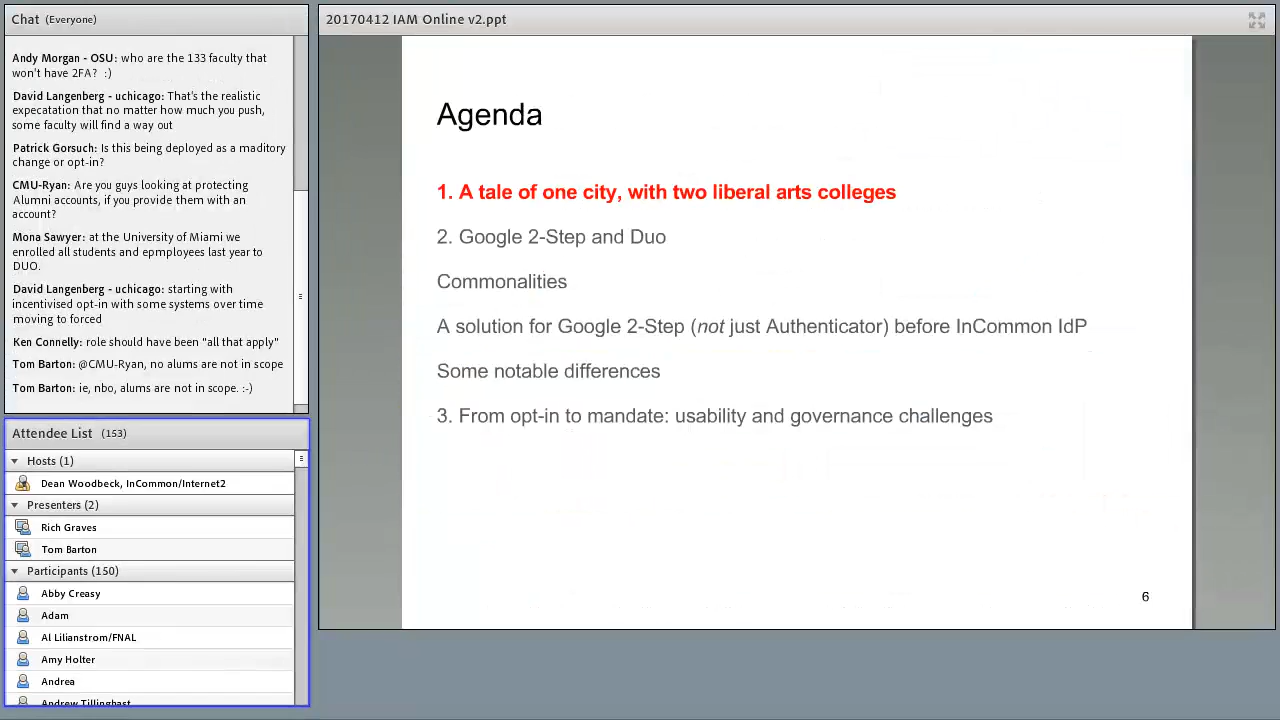 Chat (Everyone)
Andy Morgan - OSU: who are the 133 faculty that
won't have 2FA? :)
David Langenberg - uchicago: That's the realistic
expecatation that no matter how much you push,
some faculty will find a way out
Patrick Gorsuch: Is this being deployed as a maditory
change or opt-in?
CMU-Ryan: Are you guys looking at protecting
Alumni accounts, if you provide them with an
account?
Mona Sawyer: at the University of Miami we
enrolled all students and epmployees last year to
DUO.
David Langenberg - uchicago: starting with
incentivised opt-in with some systems over time
moving to forced
Ken Connelly: role should have been "all that apply"
Tom Barton: @CMU-Ryan, no alums are not in scope
Tom Barton: ie, nbo, alums are not in scope. :-)
Attendee List (153)
Hosts (1)
Dean Woodbeck, InCommon/Internet2
Presenters (2)
Rich Graves
Tom Barton
Participants (150)
Abby Creasy
Adam
Al Lilianstrom/FNAL
Amy Holter
Andrea
Andrew Tillinghast
20170412 IAM Online v2.ppt
Agenda
1. A tale of one city, with two liberal arts colleges
2. Google 2-Step and Duo
Commonalities
A solution for Google 2-Step (not just Authenticator) before InCommon IdP
Some notable differences
3. From opt-in to mandate: usability and governance challenges
6